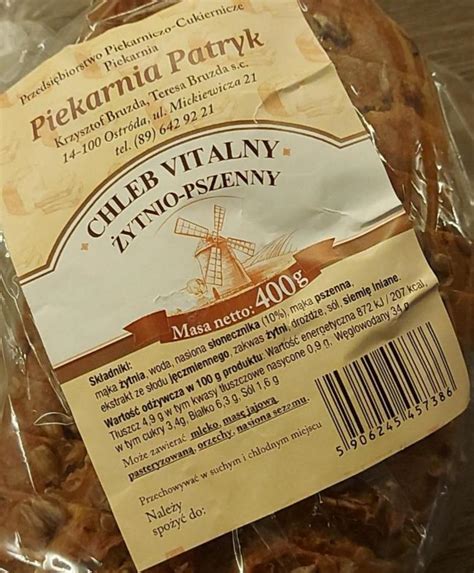 Przedsiębiorstwo Piekarniczo-Cukiernicze
Piekarnia
Piekarnia Patryk
Krzysztof Bruzda, Teresa Bruzda s.c.
14-100 Ostróda, ul. Mickiewicza 21
tel. (89) 642 92 21
CHLEB VITALNY
ŻYTNIO-PSZENNY
Masa netto: 400g
Składniki:
mąka żytnia, woda, nasiona słonecznika (10%), mąka pszenna,
ekstrakt ze słodu jęczmiennego, zakwas żytni, drożdże, sól, siemię lniane.
Wartość odżywcza w 100 g produktu: Wartość energetyczna 872 KJ / 207 kcal,
Tłuszcz 4,9 g w tym kwasy tłuszczowe nasycone 0,9 g. Węglowodany 34 g
w tym cukry 3,4g. Białko 6,3 g. Sól 1,6 g
Może zawierać: mleko, masę jajową,
pasteryzowaną, orzechy, nasiona sezamu.
Przechowywać w suchym i chłodnym miejscu
Należy
spożyć do:
5 906245 457386